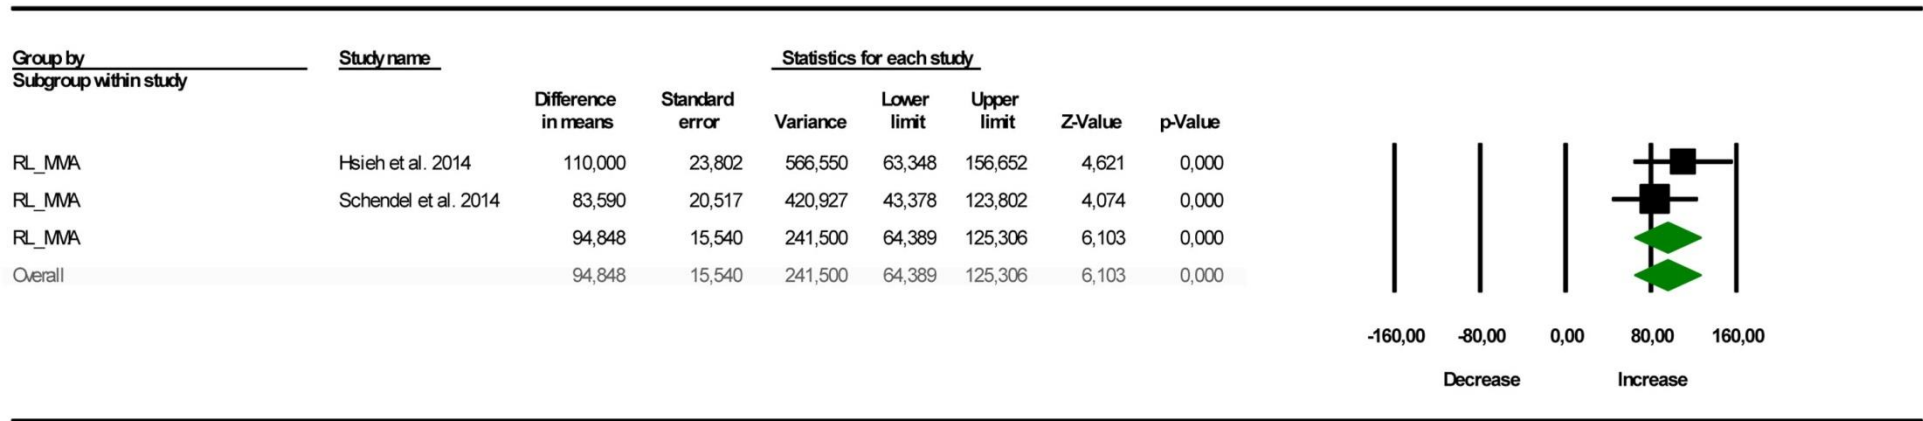 Group by Study name Statistics for each study
Subgroup within study
Difference in means Standard error Variance Lower limit Upper limit Z-Value p-Value
RL_MMA Hsieh et al. 2014 110,000 23,802 566,550 63,348 156,652 4,621 0,000
RL_MMA Schendel et al. 2014 83,590 20,517 420,927 43,378 123,802 4,074 0,000
RL_MMA 94,848 15,540 241,500 64,389 125,306 6,103 0,000
Overall 94,848 15,540 241,500 64,389 125,306 6,103 0,000
-160,00 -80,00 0,00 80,00 160,00
Decrease Increase